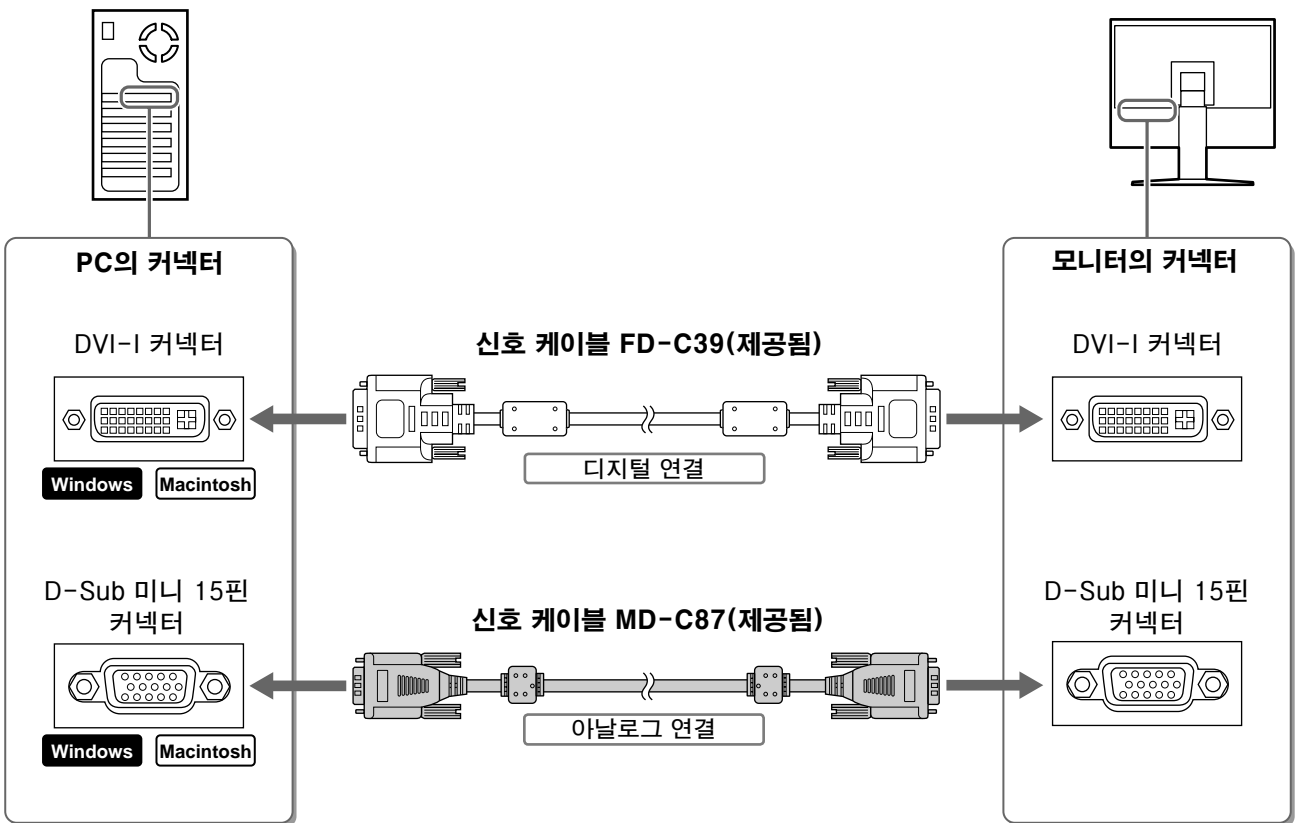 PC의 커넥터
DVI-I 커넥터
Windows Macintosh
D-Sub 미니 15핀
커넥터
Windows Macintosh
신호 케이블 FD-C39(제공됨)
디지털 연결
신호 케이블 MD-C87(제공됨)
아날로그 연결
모니터의 커넥터
DVI-I 커넥터
D-Sub 미니 15핀
커넥터